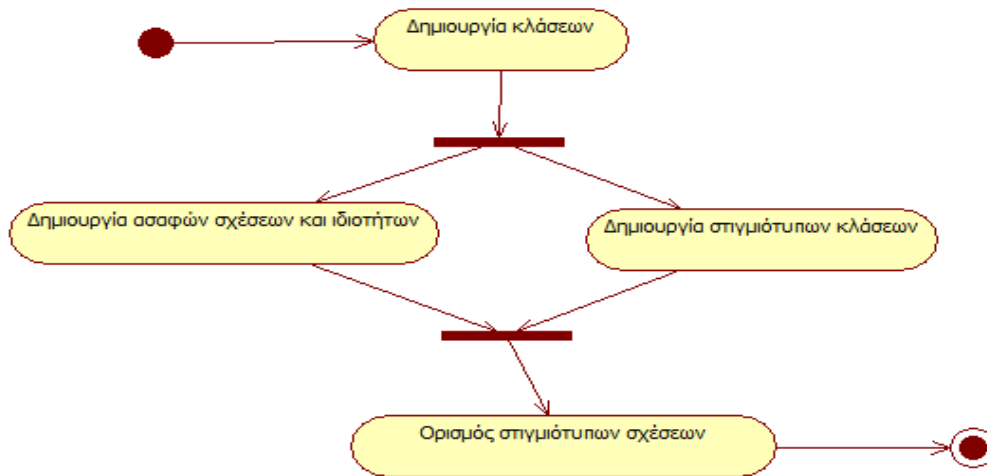 Δημιουργία κλάσεων
Δημιουργία ασαφών σχέσεων και ιδιοτήτων
Δημιουργία στιγμιότυπων κλάσεων
Ορισμός στιγμιότυπων σχέσεων